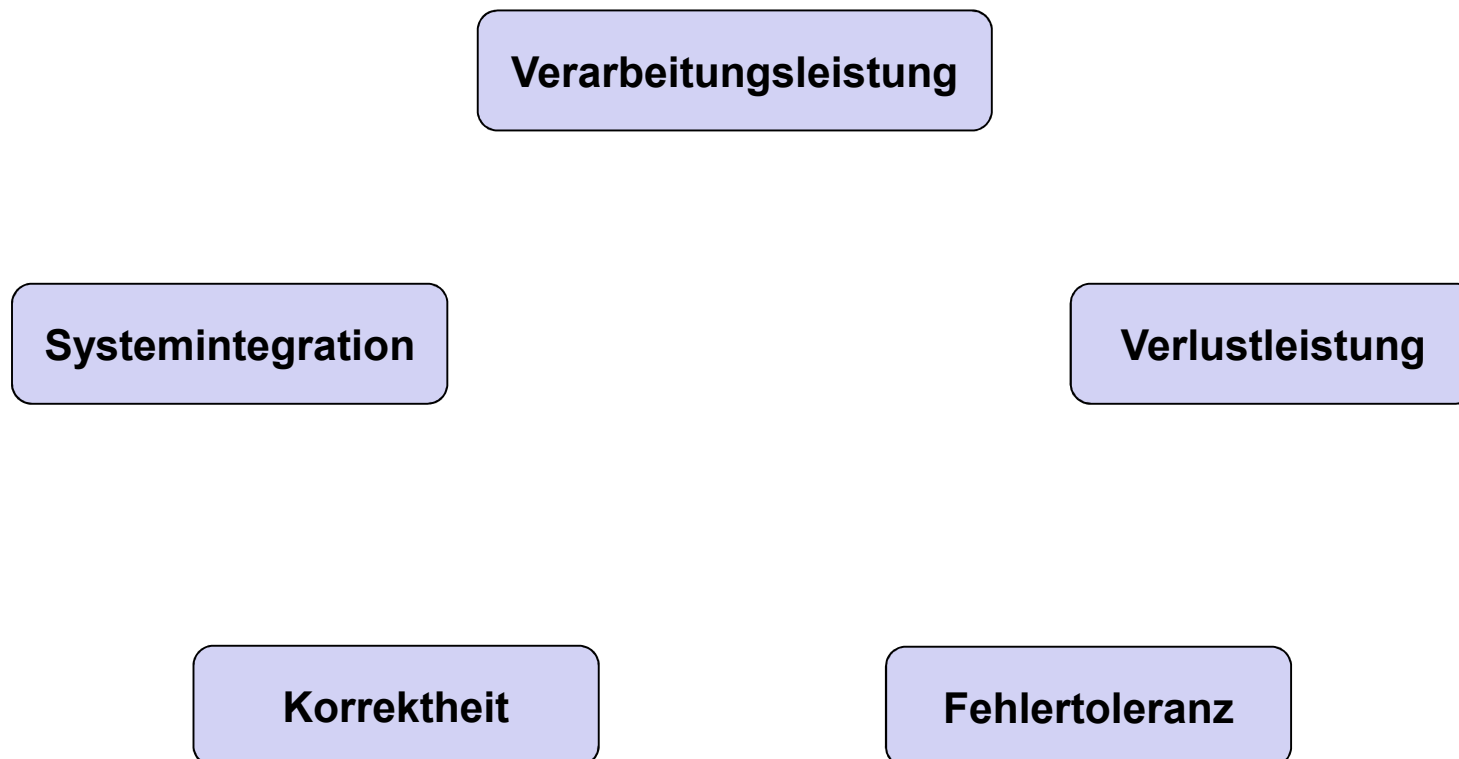 Verarbeitungsleistung
Systemintegration
Verlustleistung
Korrektheit
Fehlertoleranz